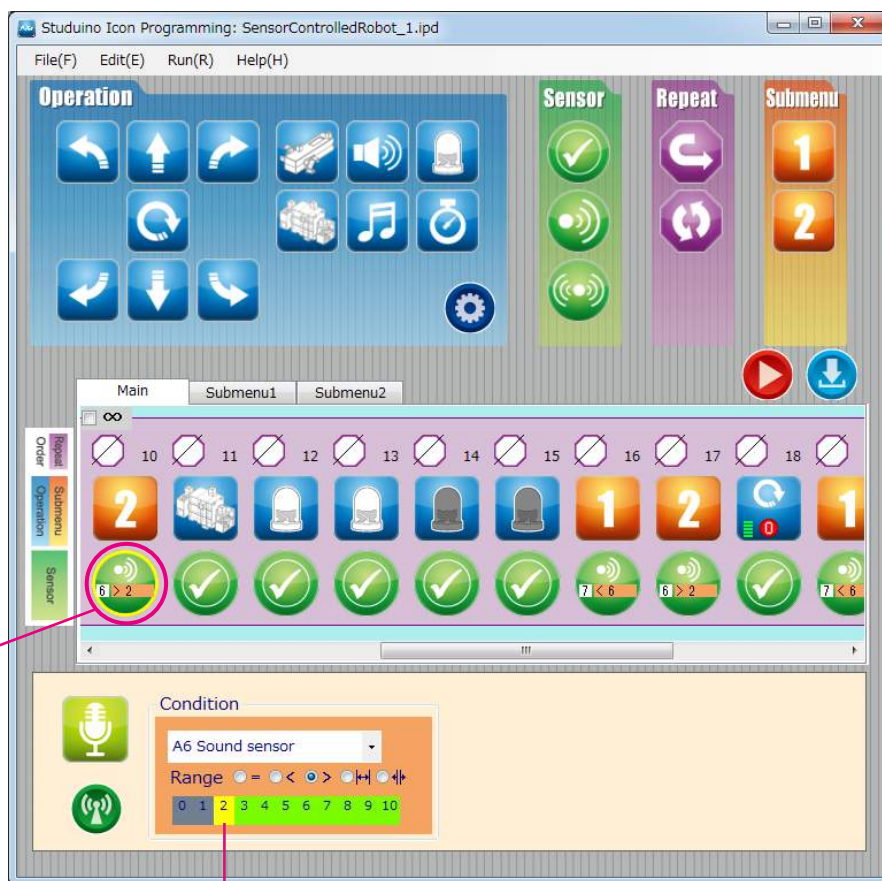 Studuino Icon Programming: SensorControlledRobot_1.ipd
File(F) Edit(E) Run(R) Help(H)
Operation
Sensor
Repeat
Submenu
1
2
Main Submenu1 Submenu2
∞
Repeat
Order
10 11 12 13 14 15 16 17 18
Submenu
Operation
2 1 2 0 1
Sensor
6 > 2 7 < 6 6 > 2 7 < 6
Condition
A6 Sound sensor
Range = < >
0 1 2 3 4 5 6 7 8 9 10